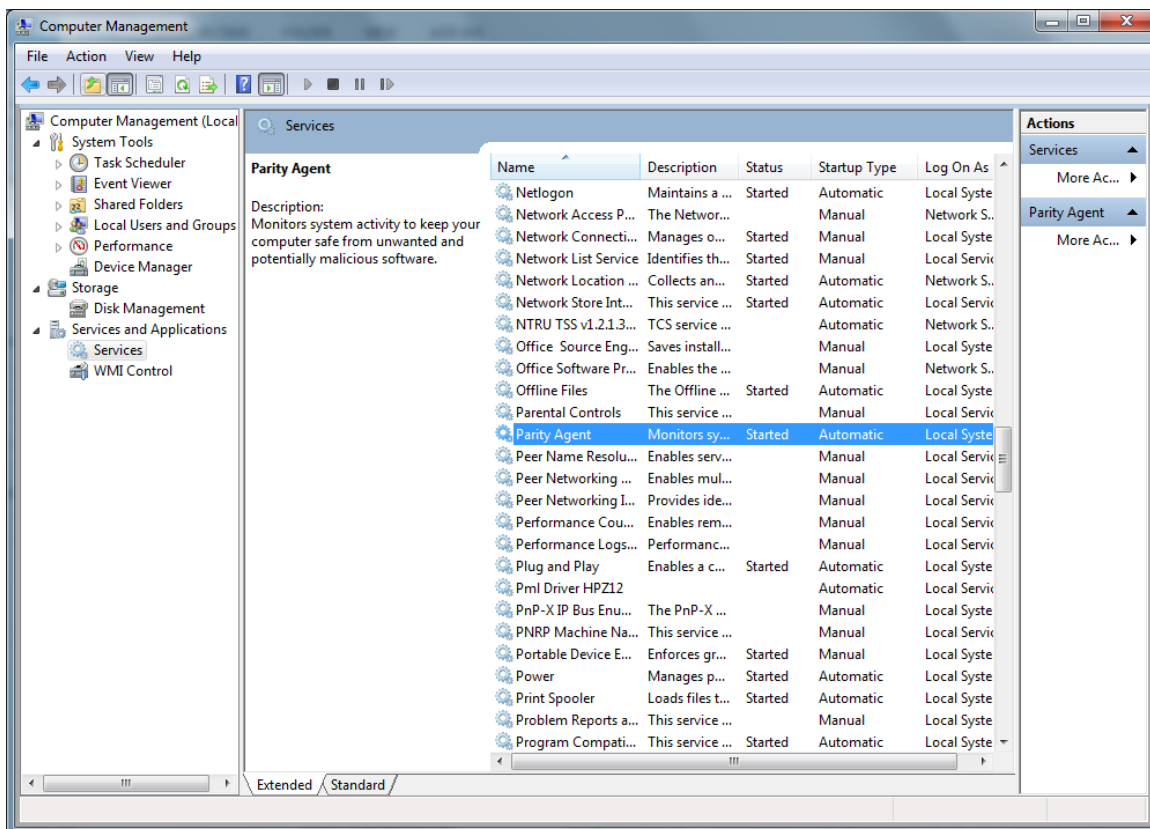 Computer Management
File Action View Help
Computer Management (Local
System Tools
Task Scheduler
Event Viewer
Shared Folders
Local Users and Groups
Performance
Device Manager
Storage
Disk Management
Services and Applications
Services
WMI Control
Services
Parity Agent
Description:
Monitors system activity to keep your
computer safe from unwanted and
potentially malicious software.
Name Description Status Startup Type Log On As
Netlogon Maintains a ... Started Automatic Local Syste
Network Access P... The Networ... Manual Network S..
Network Connecti... Manages o... Started Manual Local Syste
Network List Service Identifies th... Started Manual Local Servic
Network Location ... Collects an... Started Automatic Network S..
Network Store Int... This service ... Started Automatic Local Servic
NTRU TSS v1.2.1.3... TCS service ... Automatic Network S..
Office Source Eng... Saves install... Manual Local Syste
Office Software Pr... Enables the ... Manual Network S..
Offline Files The Offline ... Started Automatic Local Syste
Parental Controls This service ... Manual Local Servic
Parity Agent Monitors sy... Started Automatic Local Syste
Peer Name Resolu... Enables serv... Manual Local Servic
Peer Networking ... Enables mul... Manual Local Servic
Peer Networking I... Provides ide... Manual Local Servic
Performance Cou... Enables rem... Manual Local Servic
Performance Logs... Performanc... Manual Local Servic
Plug and Play Enables a c... Started Automatic Local Syste
Pml Driver HPZ12 Automatic Local Servic
PnP-X IP Bus Enu... The PnP-X ... Manual Local Syste
PNRP Machine Na... This service ... Manual Local Servic
Portable Device E... Enforces gr... Started Manual Local Syste
Power Manages p... Started Automatic Local Syste
Print Spooler Loads files t... Started Automatic Local Syste
Problem Reports a... This service ... Manual Local Syste
Program Compati... This service ... Started Automatic Local Syste
Extended Standard
Actions
Services
More Ac...
Parity Agent
More Ac...